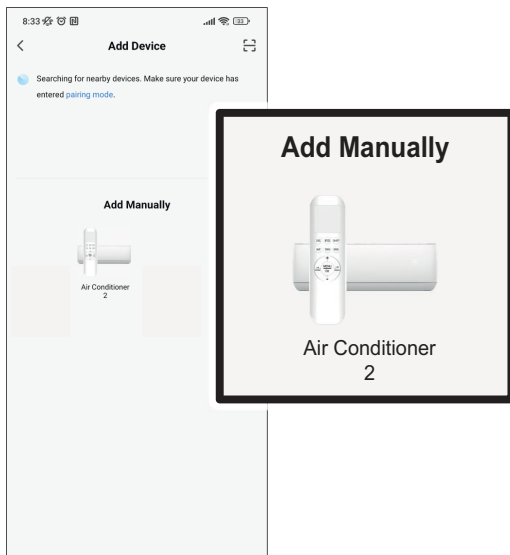 8:33
33
Add Device
Searching for nearby devices. Make sure your device has
entered pairing mode.
Add Manually
Air Conditioner
2
Add Manually
Air Conditioner
2